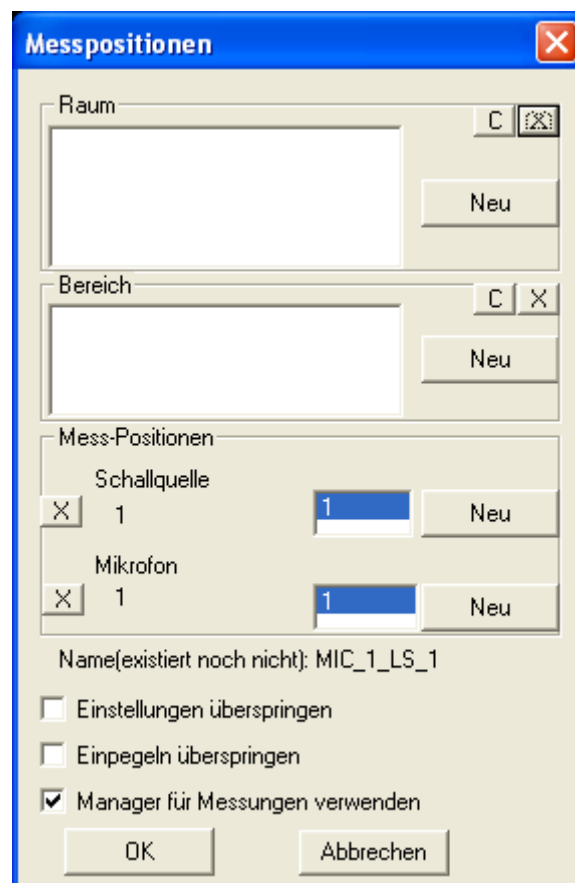 Messpositionen
Raum
C X
Neu
Bereich
C X
Neu
Mess-Positionen
Schallquelle
X 1 1 Neu
Mikrofon
X 1 1 Neu
Name(existiert noch nicht): MIC_1_LS_1
Einstellungen überspringen
Einpegeln überspringen
Manager für Messungen verwenden
OK Abbrechen